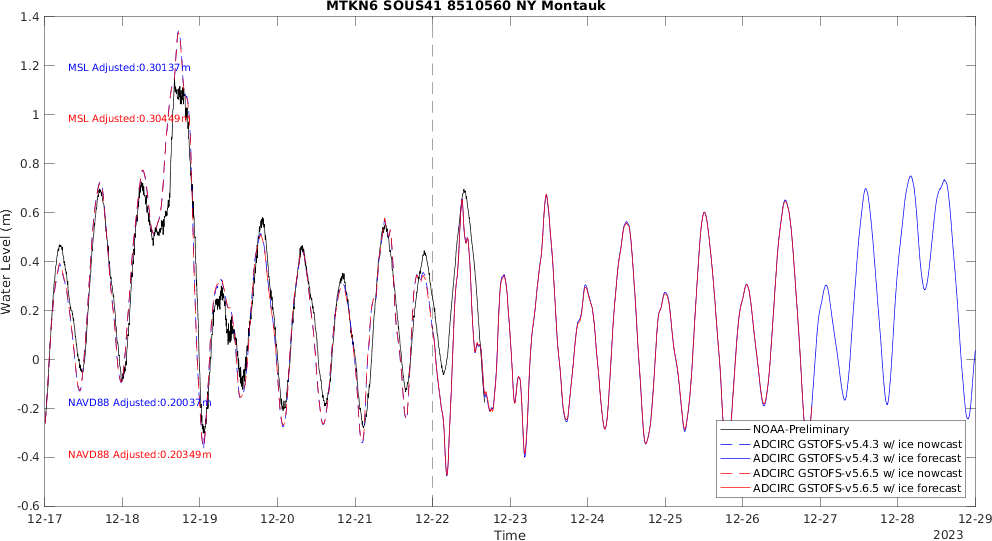 MTKN6 SOUS41 8510560 NY Montauk
1.4
1.2
1
0.8
0.6
0.4
0.2
0
-0.2
-0.4
-0.6
Water Level (m)
MSL Adjusted:0.30137m
MSL Adjusted:0.30449m
NAVD88 Adjusted:0.20037m
NAVD88 Adjusted:0.20349m
NOAA-Preliminary
ADCIRC GSTOFS-v5.4.3 w/ ice nowcast
ADCIRC GSTOFS-v5.4.3 w/ ice forecast
ADCIRC GSTOFS-v5.6.5 w/ ice nowcast
ADCIRC GSTOFS-v5.6.5 w/ ice forecast
12-17 12-18 12-19 12-20 12-21 12-22 12-23 12-24 12-25 12-26 12-27 12-28 12-29
Time
2023